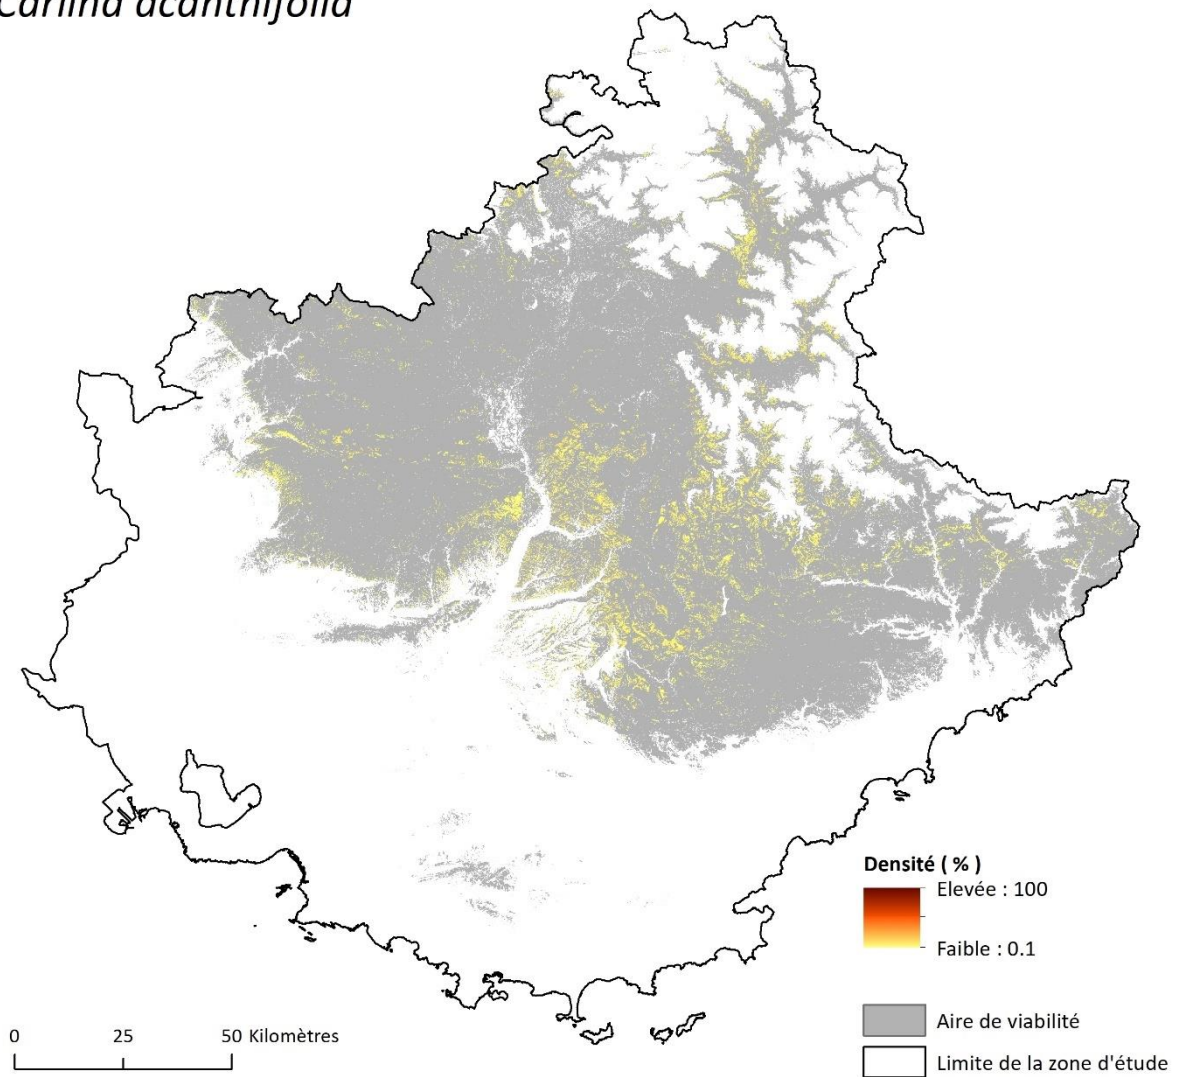 Carlina acanthifolia
Densité ( % )
Elevée : 100
Faible : 0.1
Aire de viabilité
Limite de la zone d'étude
0 25 50 Kilomètres